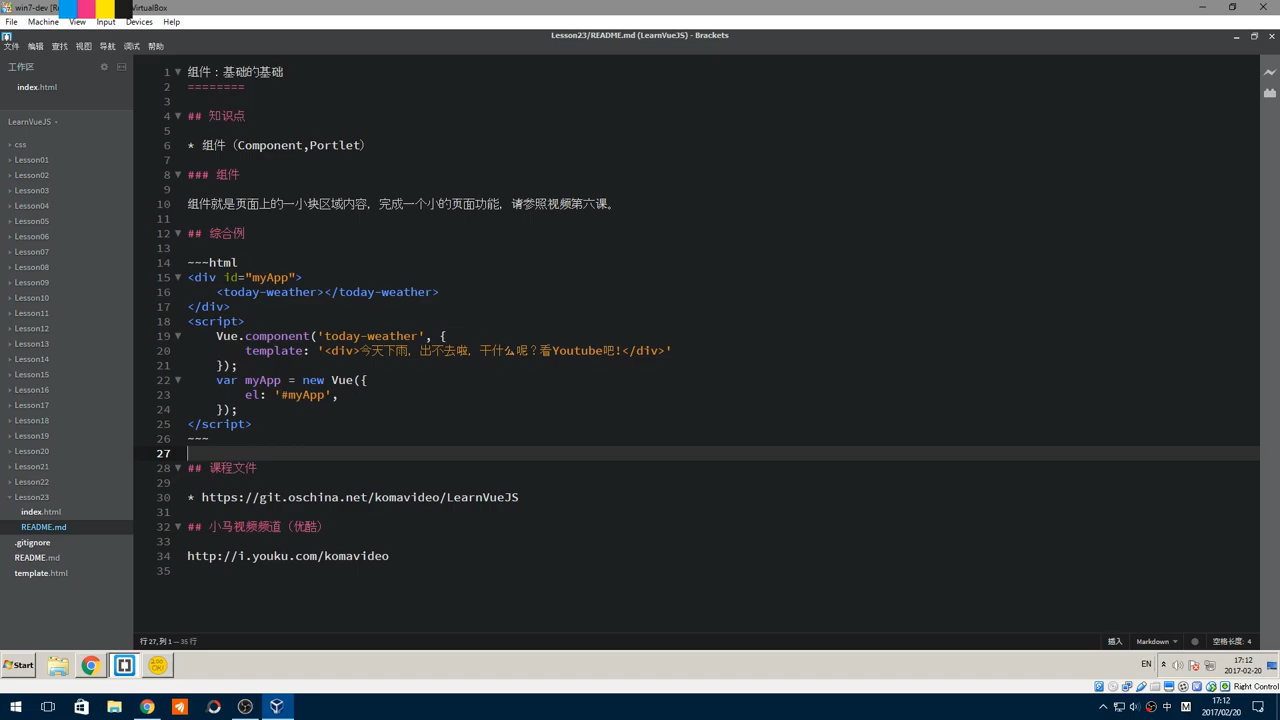 win7-dev [Ro VirtualBox
File Machine View Input Devices Help
Lesson23/README.md (LearnVueJS) - Brackets
文件 编辑 查找 视图 导航 调试 帮助
工作区
index.html
LearnVueJS
css
Lesson01
Lesson02
Lesson03
Lesson04
Lesson05
Lesson06
Lesson07
Lesson08
Lesson09
Lesson10
Lesson11
Lesson12
Lesson13
Lesson14
Lesson15
Lesson16
Lesson17
Lesson18
Lesson19
Lesson20
Lesson21
Lesson22
Lesson23
index.html
README.md
.gitignore
README.md
template.html
1 组件：基础的基础
2 ========
3
4 ## 知识点
5
6 * 组件（Component,Portlet）
7
8 ### 组件
9
10 组件就是页面上的一小块区域内容，完成一个小的页面功能，请参照视频第六课。
11
12 ## 综合例
13
14 ~~~html
15 <div id="myApp">
16 <today-weather></today-weather>
17 </div>
18 <script>
19 Vue.component('today-weather', {
20 template: '<div>今天下雨，出不去啦，干什么呢？看Youtube吧!</div>'
21 });
22 var myApp = new Vue({
23 el: '#myApp',
24 });
25 </script>
26 ~~~
27
28 ## 课程文件
29
30 * https://git.oschina.net/komavideo/LearnVueJS
31
32 ## 小马视频频道（优酷）
33
34 http://i.youku.com/komavideo
35
行 27, 列 1 — 35 行 插入 Markdown 空格长度: 4
Start EN 17:12
2017-02-20
Right Control
中 M 17:12
2017/02/20